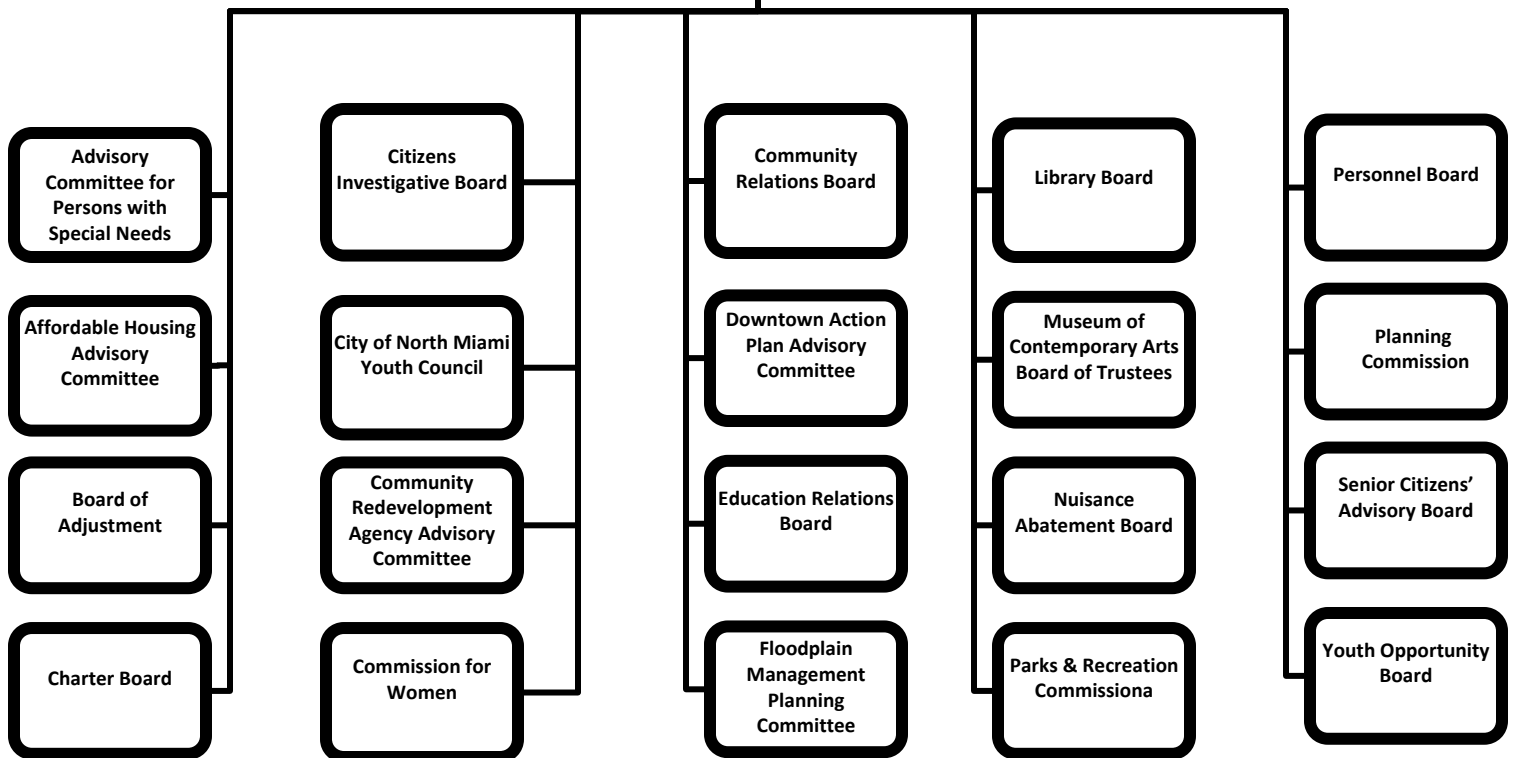 Advisory
Committee for
Persons with
Special Needs
Affordable Housing
Advisory
Committee
Board of
Adjustment
Charter Board
Citizens
Investigative Board
City of North Miami
Youth Council
Community
Redevelopment
Agency Advisory
Committee
Commission for
Women
Community
Relations Board
Downtown Action
Plan Advisory
Committee
Education Relations
Board
Floodplain
Management
Planning
Committee
Library Board
Museum of
Contemporary Arts
Board of Trustees
Nuisance
Abatement Board
Parks & Recreation
Commissiona
Personnel Board
Planning
Commission
Senior Citizens’
Advisory Board
Youth Opportunity
Board